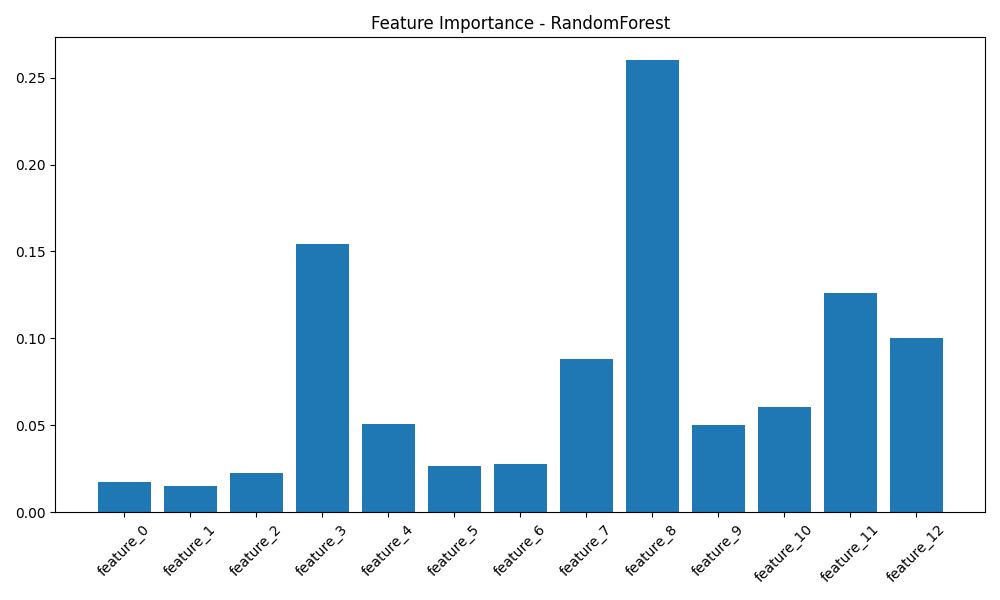 Feature Importance - RandomForest
0.25
0.20
0.15
0.10
0.05
0.00
feature_0
feature_1
feature_2
feature_3
feature_4
feature_5
feature_6
feature_7
feature_8
feature_9
feature_10
feature_11
feature_12